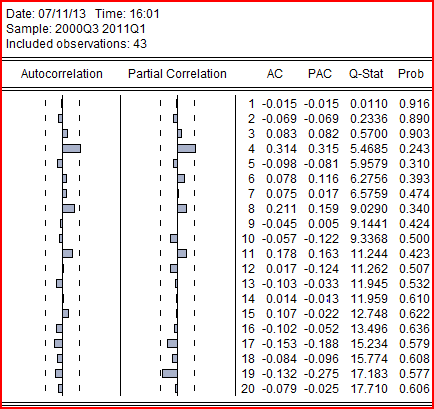 Date: 07/11/13 Time: 16:01
Sample: 2000Q3 2011Q1
Included observations: 43
Autocorrelation Partial Correlation AC PAC Q-Stat Prob
1 -0.015 -0.015 0.0110 0.916
2 -0.069 -0.069 0.2336 0.890
3 0.083 0.082 0.5700 0.903
4 0.314 0.315 5.4685 0.243
5 -0.098 -0.081 5.9579 0.310
6 0.078 0.116 6.2756 0.393
7 0.075 0.017 6.5759 0.474
8 0.211 0.159 9.0290 0.340
9 -0.045 0.005 9.1441 0.424
10 -0.057 -0.122 9.3368 0.500
11 0.178 0.163 11.244 0.423
12 0.017 -0.124 11.262 0.507
13 -0.103 -0.033 11.945 0.532
14 0.014 -0.013 11.959 0.610
15 0.107 -0.022 12.748 0.622
16 -0.102 -0.052 13.496 0.636
17 -0.153 -0.188 15.234 0.579
18 -0.084 -0.096 15.774 0.608
19 -0.132 -0.275 17.183 0.577
20 -0.079 -0.025 17.710 0.606